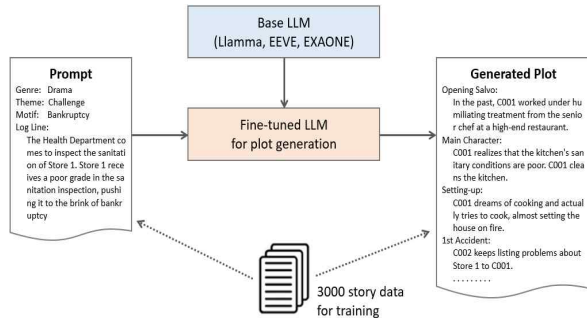 Base LLM
(Llamma, EEVE, EXAONE)
Prompt
Genre: Drama
Theme: Challenge
Motif: Bankruptcy
Log Line:
The Health Department co
mes to inspect the sanitati
on of Store 1. Store 1 rece
ives a poor grade in the sa
nitation inspection, pushi
ng it to the brink of bankr
uptcy
Fine-tuned LLM
for plot generation
Generated Plot
Opening Salvo:
In the past, C001 worked under hu
miliating treatment from the senio
r chef at a high-end restaurant.
Main Character:
C001 realizes that the kitchen's san
itary conditions are poor. C001 clea
ns the kitchen.
Setting-up:
C001 dreams of cooking and actual
ly tries to cook, almost setting the
house on fire.
1st Accident:
C002 keeps listing problems about
Store 1 to C001.
. . . . . . . . .
3000 story data
for training